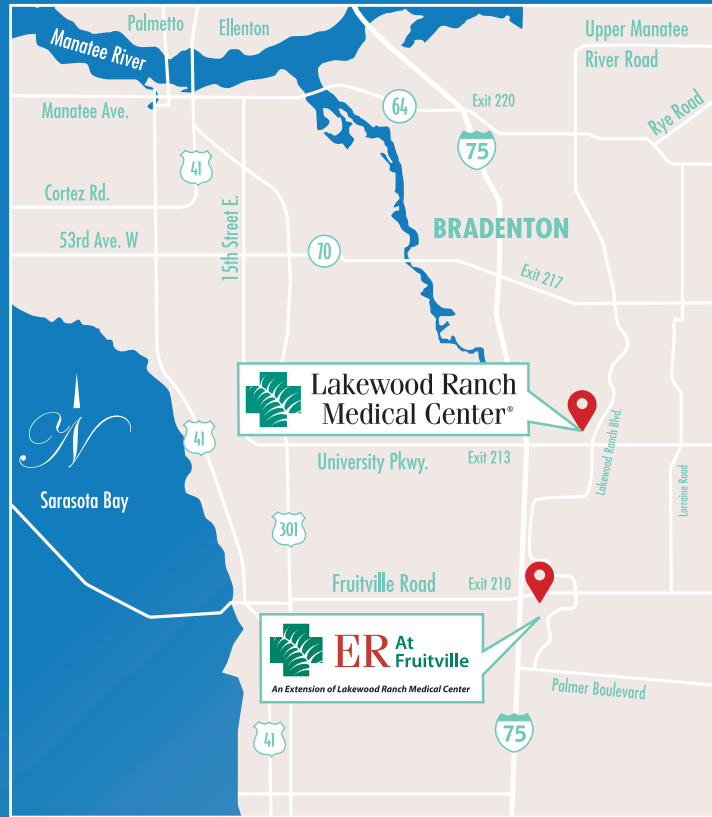 Palmetto
Ellenton
Upper Manatee
River Road
Manatee River
Manatee Ave.
64
Exit 220
Rye Road
41
75
Cortez Rd.
15th Street E.
53rd Ave. W
70
BRADENTON
Exit 217
Lakewood Ranch
Medical Center®
N
Sarasota Bay
41
University Pkwy.
Exit 213
Lakewood Ranch Blvd.
Lorraine Road
301
Fruitville Road
Exit 210
ER At
Fruitville
An Extension of Lakewood Ranch Medical Center
Palmer Boulevard
41
75